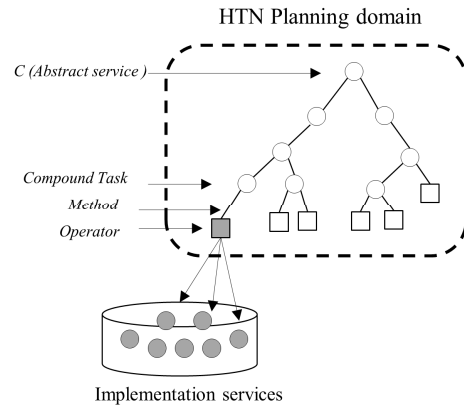 HTN Planning domain
C (Abstract service )
Compound Task
Method
Operator
Implementation services